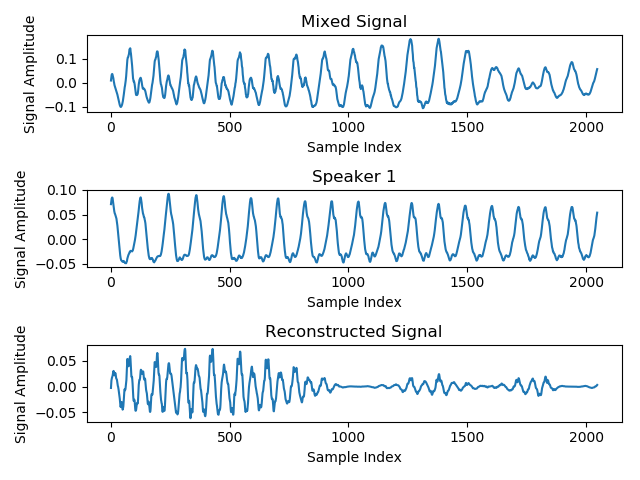 Mixed Signal
Signal Amplitude
0.1
0.0
−0.1
0
500
1000
1500
2000
Sample Index
Speaker 1
Signal Amplitude
0.10
0.05
0.00
−0.05
0
500
1000
1500
2000
Sample Index
Reconstructed Signal
Signal Amplitude
0.05
0.00
−0.05
0
500
1000
1500
2000
Sample Index